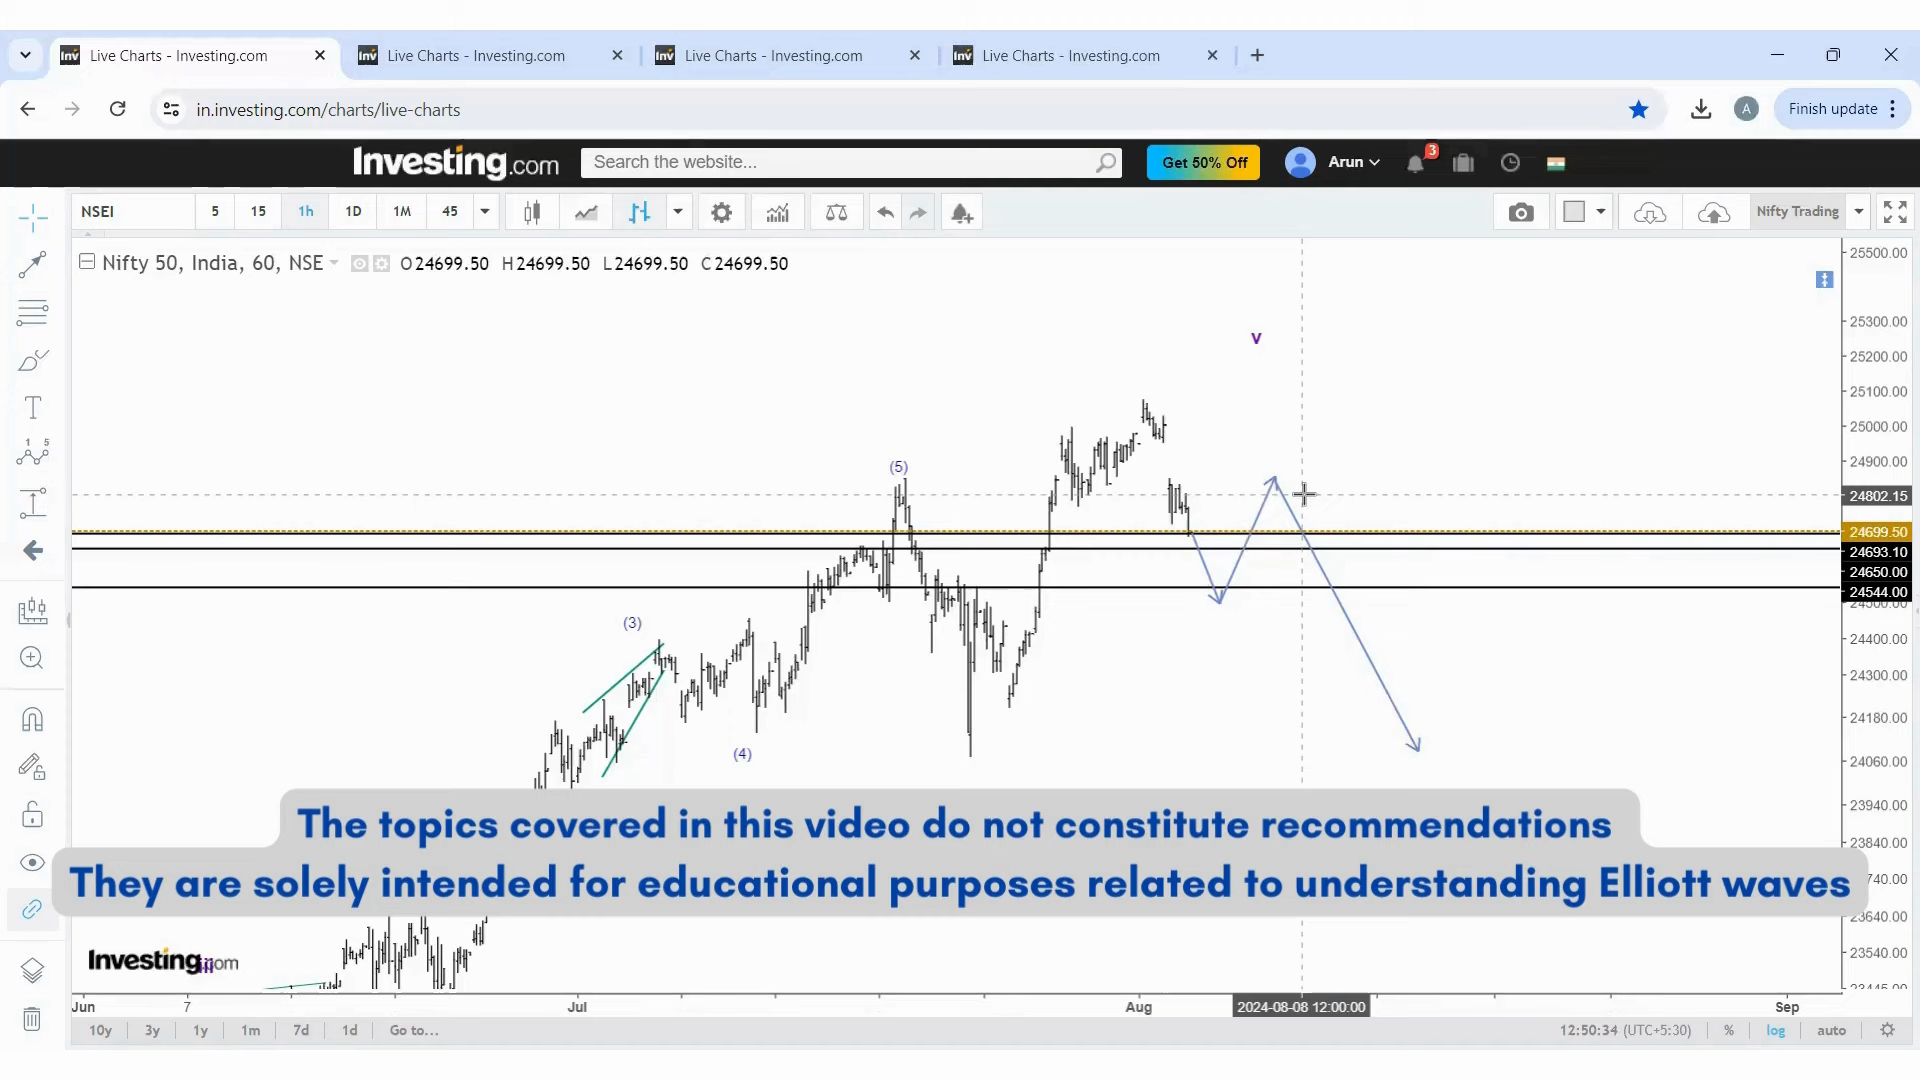 Live Charts - Investing.com
Live Charts - Investing.com
Live Charts - Investing.com
Live Charts - Investing.com
in.investing.com/charts/live-charts
A
Finish update
Investing.com
Search the website...
Get 50% Off
Arun
3
NSEI
5
15
1h
1D
1M
45
Nifty Trading
Nifty 50, India, 60, NSE
O24699.50 H24699.50 L24699.50 C24699.50
25500.00
25300.00
25200.00
25100.00
25000.00
24900.00
24802.15
24699.50
24693.10
24650.00
24544.00
24400.00
24300.00
24180.00
24060.00
23940.00
23840.00
23640.00
23540.00
v
(5)
(3)
(4)
The topics covered in this video do not constitute recommendations
They are solely intended for educational purposes related to understanding Elliott waves
Investing.com
Jun
7
Jul
Aug
2024-08-08 12:00:00
Sep
10y
3y
1y
1m
7d
1d
Go to...
12:50:34 (UTC+5:30)
%
log
auto